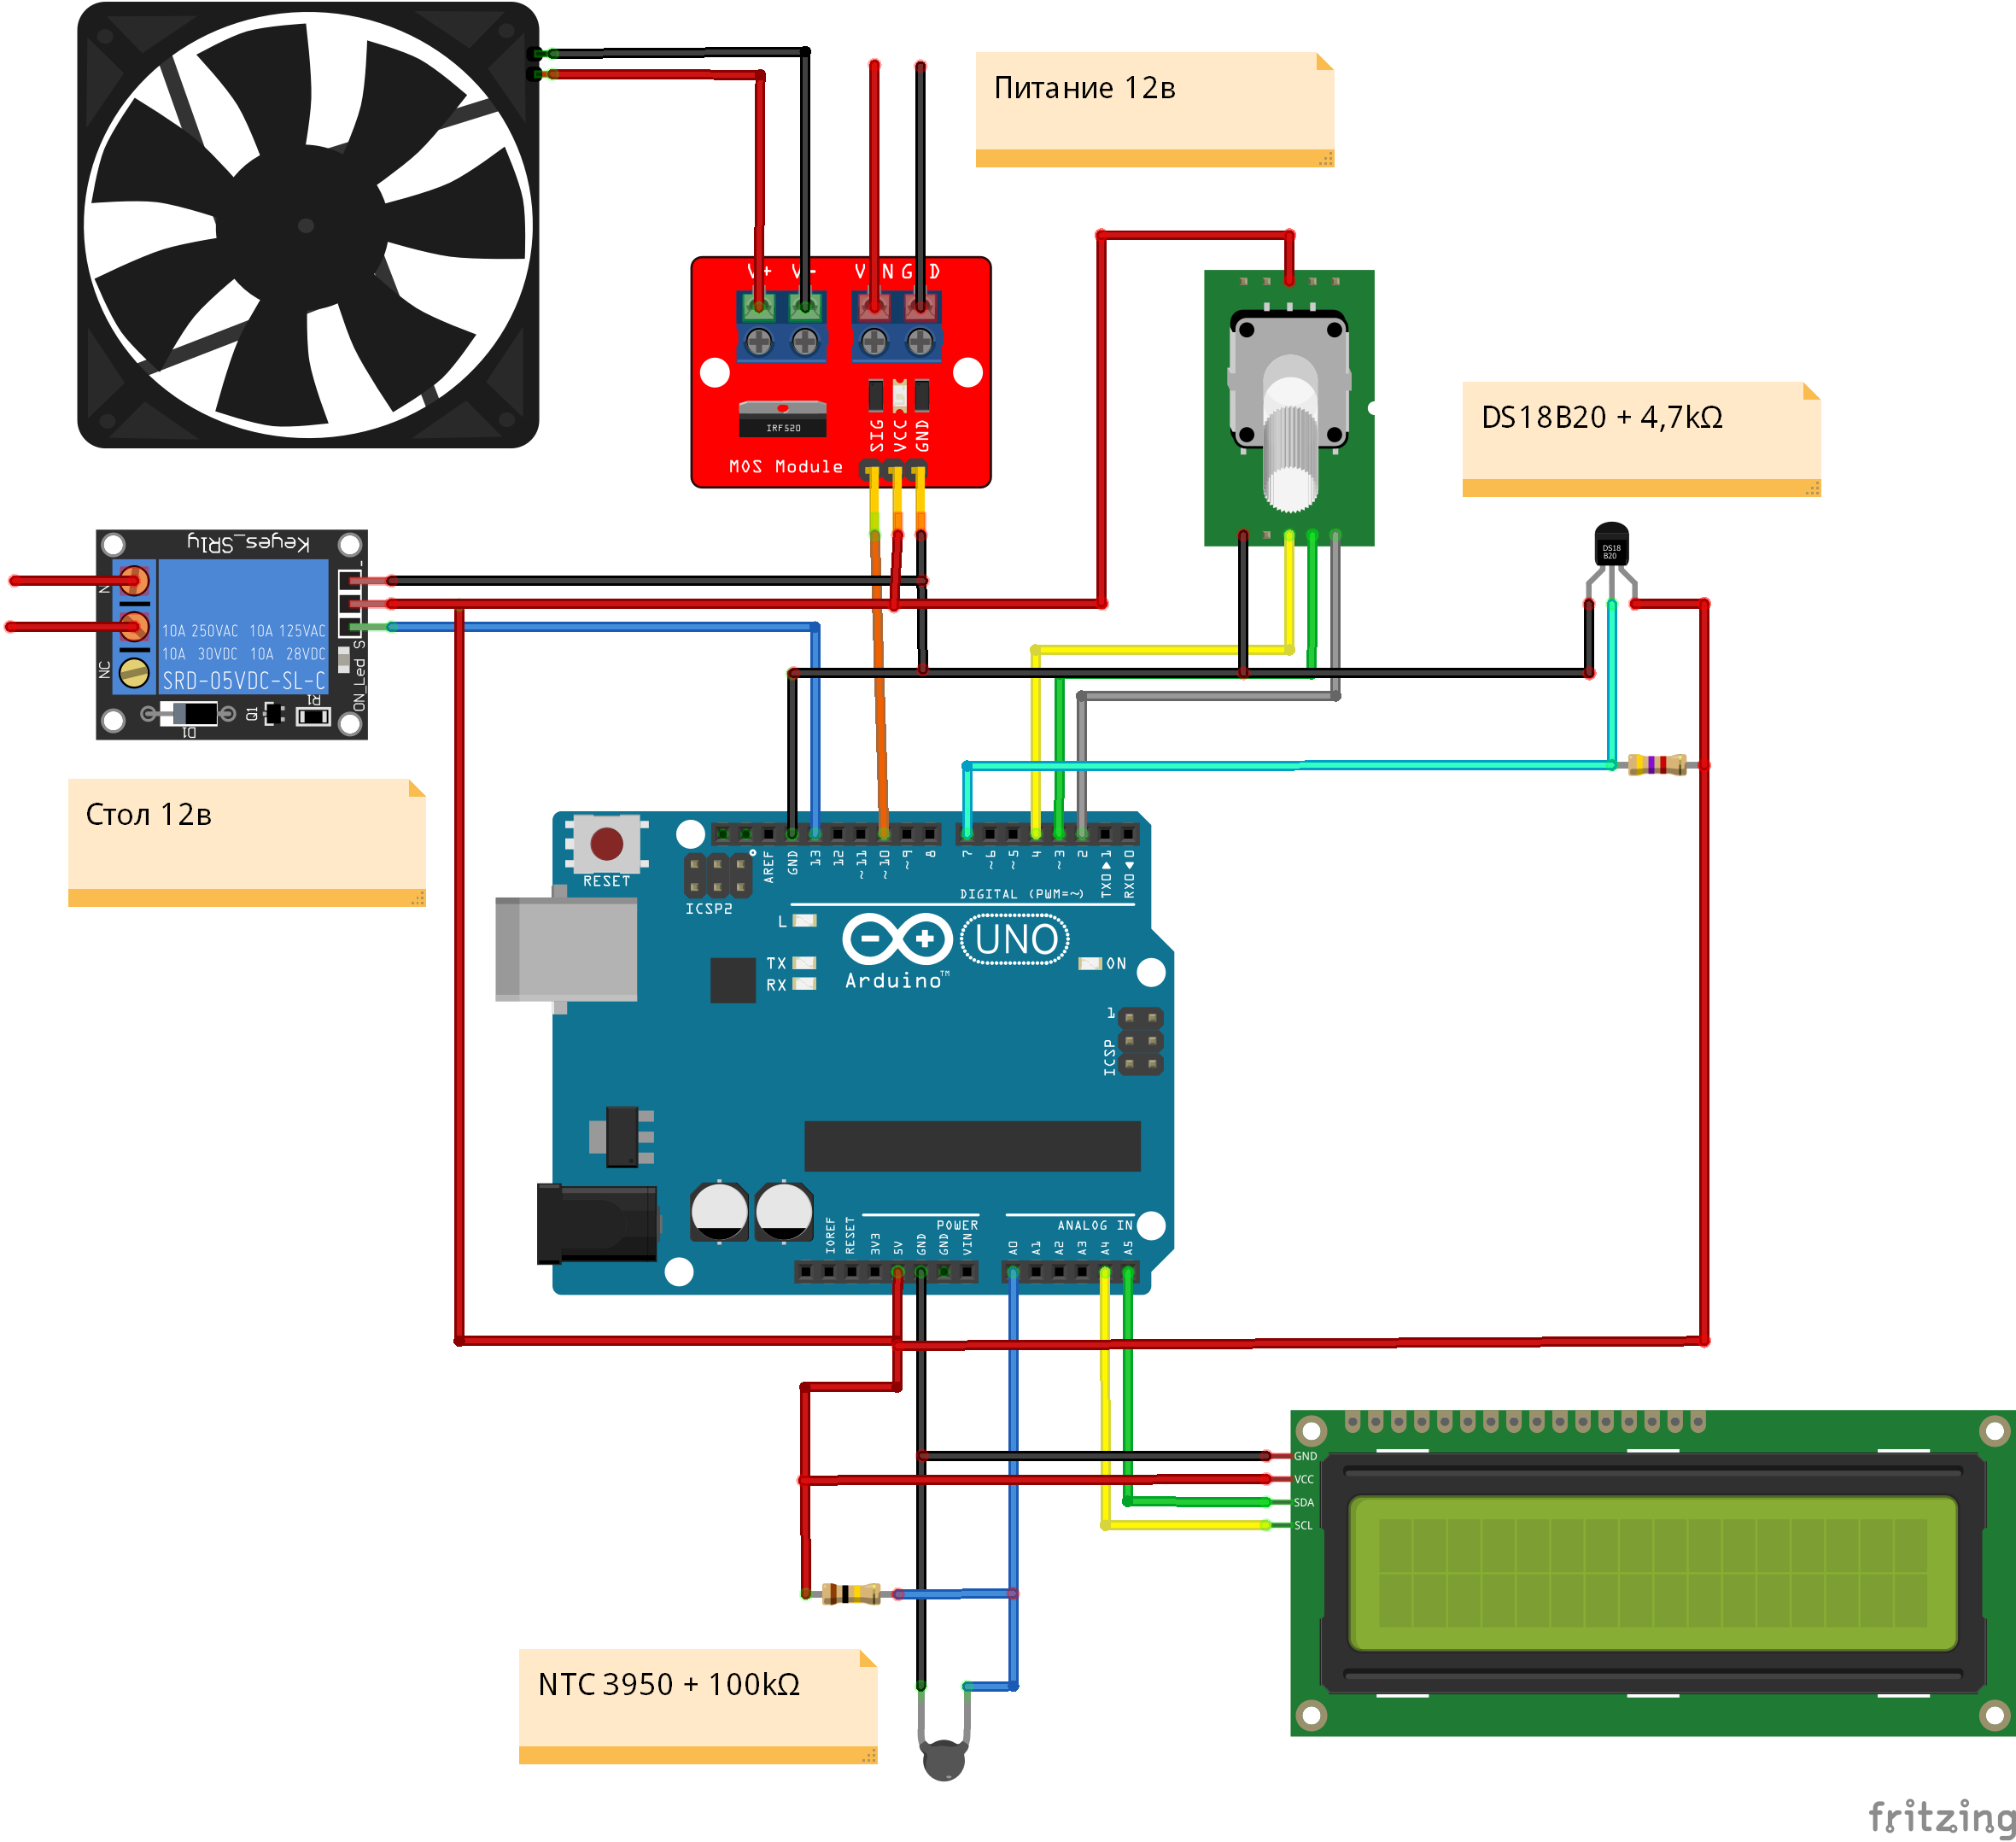 Питание 12в
V+ V- VIN GND
IRF520
SIG
VCC
GND
MOS Module
DS18B20 + 4,7kΩ
DS18
B20
Keyes_SR1y
10A 250VAC 10A 125VAC
10A 30VDC 10A 28VDC
SRD-05VDC-SL-C
NC
ON_Led
S
-
D1
Q1
R1
Стол 12в
RESET
ICSP2
AREF
GND
13
12
~11
~10
~9
8
7
~6
~5
4
~3
2
TX0 1
RX0 0
DIGITAL (PWM=~)
L
TX
RX
UNO
Arduino™
ON
1
ICSP
IOREF
RESET
3V3
5V
GND
GND
VIN
POWER
ANALOG IN
A0
A1
A2
A3
A4
A5
GND
VCC
SDA
SCL
NTC 3950 + 100kΩ
fritzing